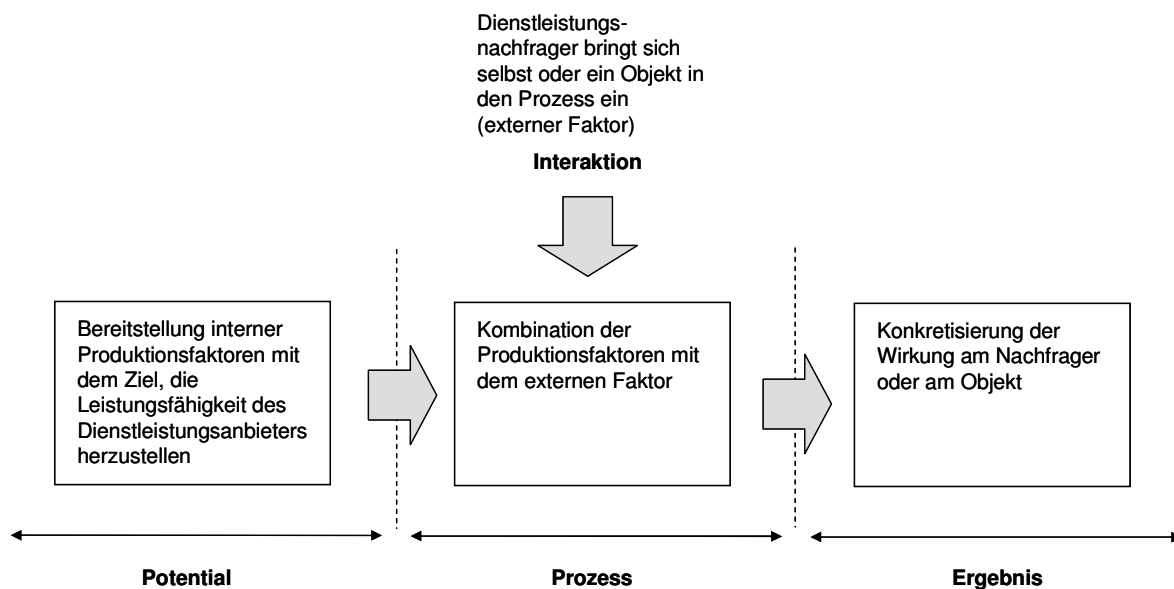 Dienstleistungs-
nachfrager bringt sich
selbst oder ein Objekt in
den Prozess ein
(externer Faktor)
Interaktion
Bereitstellung interner
Produktionsfaktoren mit
dem Ziel, die
Leistungsfähigkeit des
Dienstleistungsanbieters
herzustellen
Kombination der
Produktionsfaktoren mit
dem externen Faktor
Konkretisierung der
Wirkung am Nachfrager
oder am Objekt
Potential
Prozess
Ergebnis